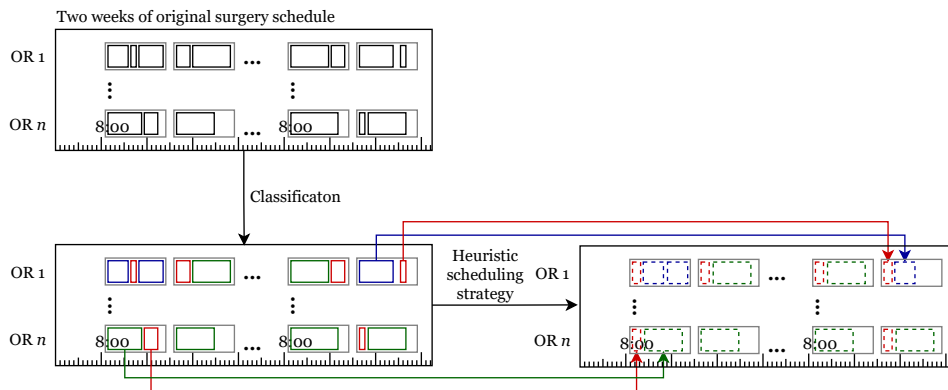 Two weeks of original surgery schedule
OR 1
...
...
...
OR n
8:00
...
8:00
Classificaton
OR 1
...
...
...
OR n
8:00
...
8:00
Heuristic
scheduling
strategy
OR 1
...
...
...
OR n
8:00
...
8:00